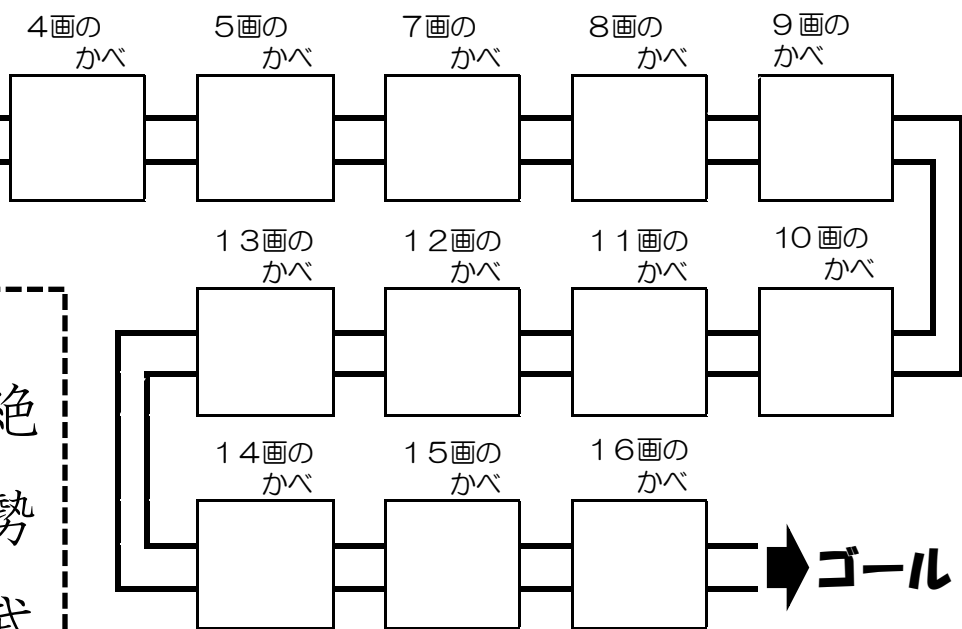 4画の
かべ
5画の
かべ
7画の
かべ
8画の
かべ
9画の
かべ
10画の
かべ
11画の
かべ
12画の
かべ
13画の
かべ
14画の
かべ
15画の
かべ
16画の
かべ
ゴール
絶
勢